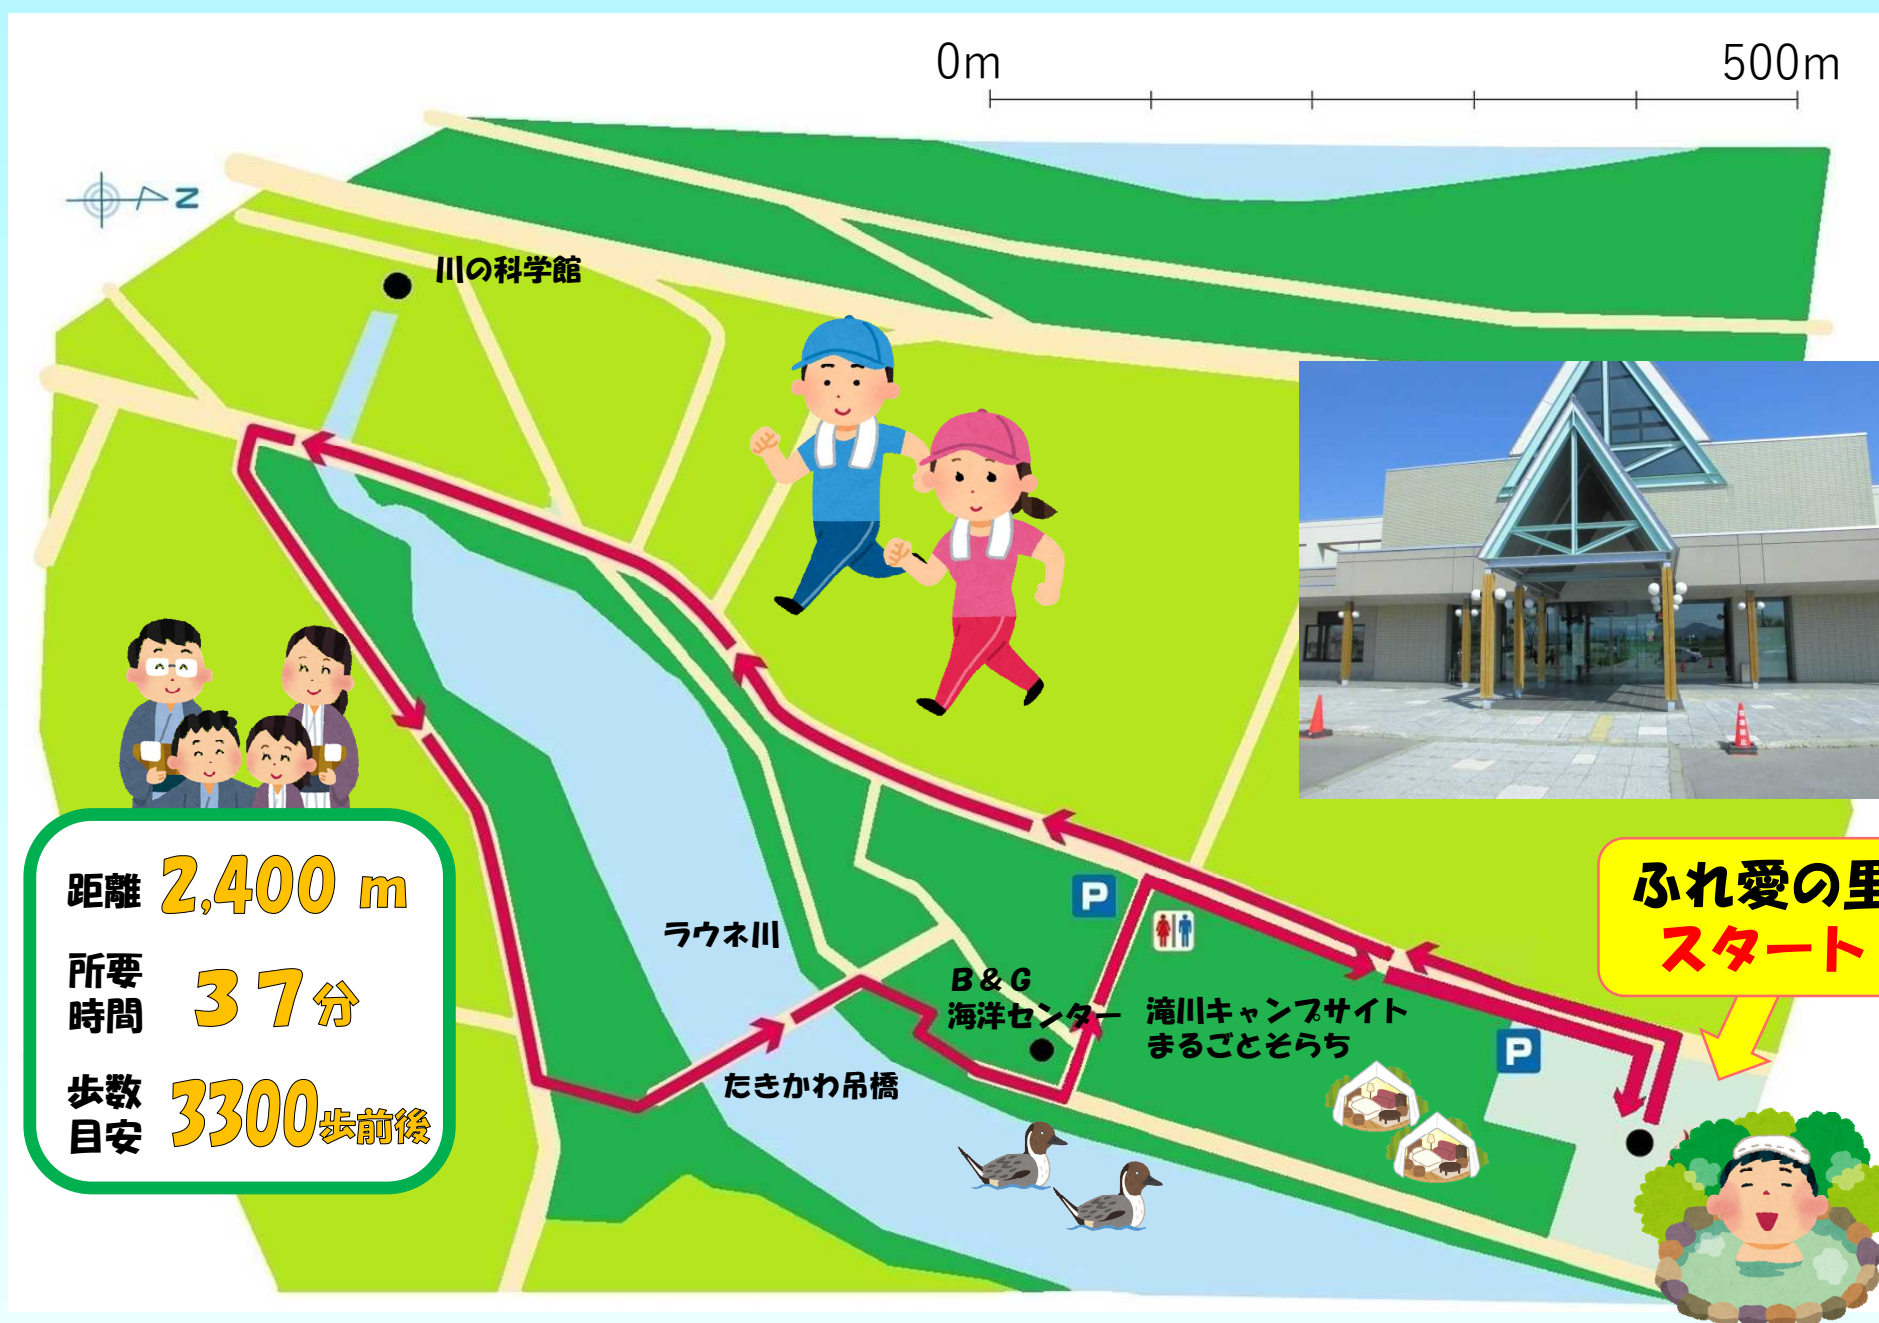 0m
500m
N
川の科学館
ふれ愛の里
スタート
距離 2,400 m
所要
時間 37分
歩数
目安 3300歩前後
ラウネ川
P
B&G
海洋センター
滝川キャンプサイト
まるごとそらち
P
たきかわ吊橋